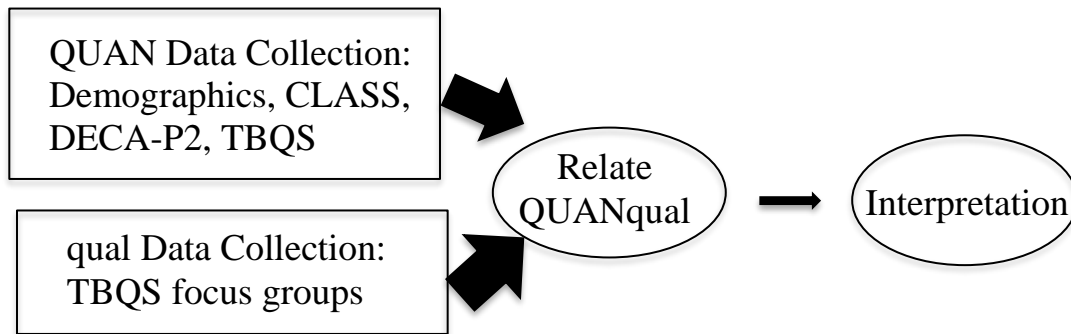 QUAN Data Collection:
Demographics, CLASS,
DECA-P2, TBQS
qual Data Collection:
TBQS focus groups
Relate
QUANqual
Interpretation